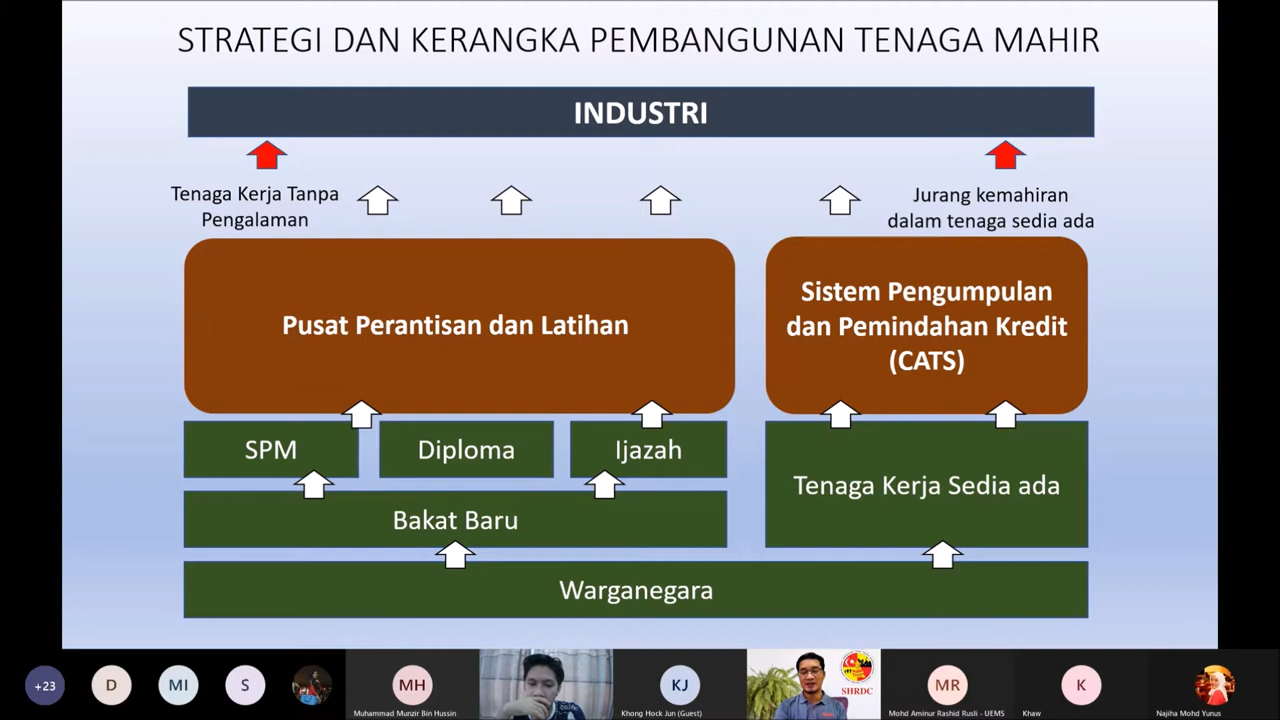 STRATEGI DAN KERANGKA PEMBANGUNAN TENAGA MAHIR
INDUSTRI
Tenaga Kerja Tanpa
Pengalaman
Jurang kemahiran
dalam tenaga sedia ada
Pusat Perantisan dan Latihan
Sistem Pengumpulan
dan Pemindahan Kredit
(CATS)
SPM
Diploma
Ijazah
Tenaga Kerja Sedia ada
Bakat Baru
Warganegara
+23
D
MI
S
MH
Muhammad Munzir Bin Hussin
KJ
Khong Hock Jun (Guest)
SHRDC
MR
Mohd Aminur Rashid Rusli - UEMS
K
Khaw
Najiha Mohd Yunus